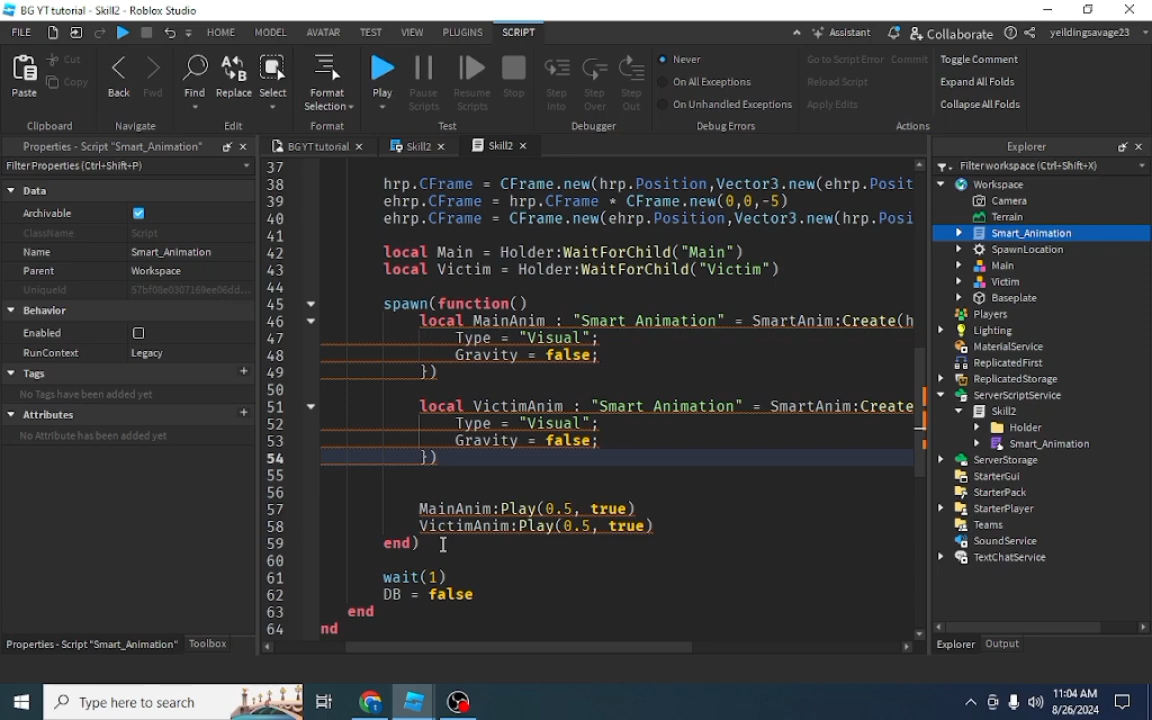 BG YT tutorial - Skill2 - Roblox Studio
FILE HOME MODEL AVATAR TEST VIEW PLUGINS SCRIPT Assistant Collaborate yeildingsavage23
Paste Cut Copy Back Fwd Find Replace Select Format Selection Play Pause Scripts Resume Scripts Stop Step Into Step Over Step Out Never On All Exceptions On Unhandled Exceptions Go to Script Error Commit Reload Script Apply Edits Toggle Comment Expand All Folds Collapse All Folds
Clipboard Navigate Edit Format Test Debugger Debug Errors Actions
Properties - Script "Smart_Animation"
Filter Properties (Ctrl+Shift+P)
Data
Archivable
ClassName Script
Name Smart_Animation
Parent Workspace
UniqueId 57bf08e0307169ee06dd...
Behavior
Enabled
RunContext Legacy
Tags +
No Tags have been added yet
Attributes +
No Attribute has been added yet
Properties - Script "Smart_Animation" Toolbox
BG YT tutorial Skill2 Skill2
37
38 hrp.CFrame = CFrame.new(hrp.Position,Vector3.new(ehrp.Posit
39 ehrp.CFrame = hrp.CFrame * CFrame.new(0,0,-5)
40 ehrp.CFrame = CFrame.new(ehrp.Position,Vector3.new(hrp.Posi
41
42 local Main = Holder:WaitForChild("Main")
43 local Victim = Holder:WaitForChild("Victim")
44
45 spawn(function()
46 local MainAnim : "Smart Animation" = SmartAnim:Create(h
47 Type = "Visual";
48 Gravity = false;
49 })
50
51 local VictimAnim : "Smart Animation" = SmartAnim:Create
52 Type = "Visual";
53 Gravity = false;
54 })
55
56
57 MainAnim:Play(0.5, true)
58 VictimAnim:Play(0.5, true)
59 end)
60
61 wait(1)
62 DB = false
63 end
64 nd
Explorer
Filter workspace (Ctrl+Shift+X)
Workspace
Camera
Terrain
Smart_Animation
SpawnLocation
Main
Victim
Baseplate
Players
Lighting
MaterialService
ReplicatedFirst
ReplicatedStorage
ServerScriptService
Skill2
Holder
Smart_Animation
ServerStorage
StarterGui
StarterPack
StarterPlayer
Teams
SoundService
TextChatService
Explorer Output
Type here to search
11:04 AM
8/26/2024